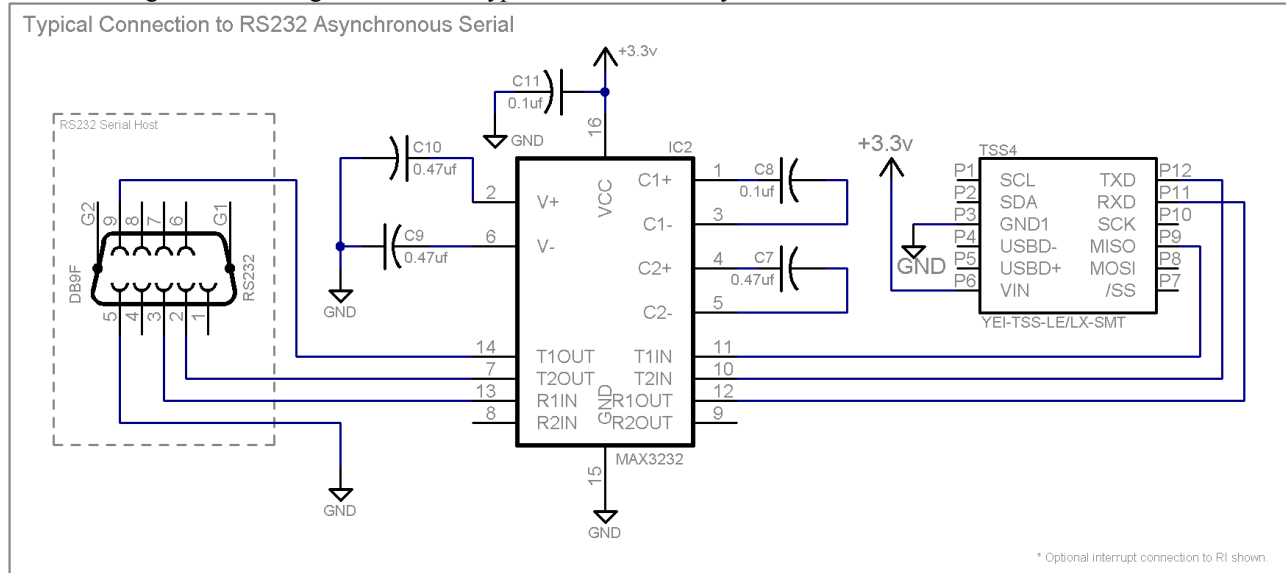 Typical Connection to RS232 Asynchronous Serial
+3.3v
C11
0.1uf
GND
16
RS232 Serial Host
C10
0.47uf
C9
0.47uf
GND
G2
9
8
7
6
G1
DB9F
RS232
5
4
3
2
1
GND
IC2
2
V+
6
V-
VCC
C1+
1
C1-
3
C2+
4
C2-
5
C8
0.1uf
C7
0.47uf
14
T1OUT
T1IN
11
7
T2OUT
T2IN
10
13
R1IN
R1OUT
12
8
R2IN
R2OUT
9
GND
MAX3232
15
GND
+3.3v
GND
TSS4
P1
SCL
TXD
P12
P2
SDA
RXD
P11
P3
GND1
SCK
P10
P4
USBD-
MISO
P9
P5
USBD+
MOSI
P8
P6
VIN
/SS
P7
YEI-TSS-LE/LX-SMT
* Optional interrupt connection to RI shown.